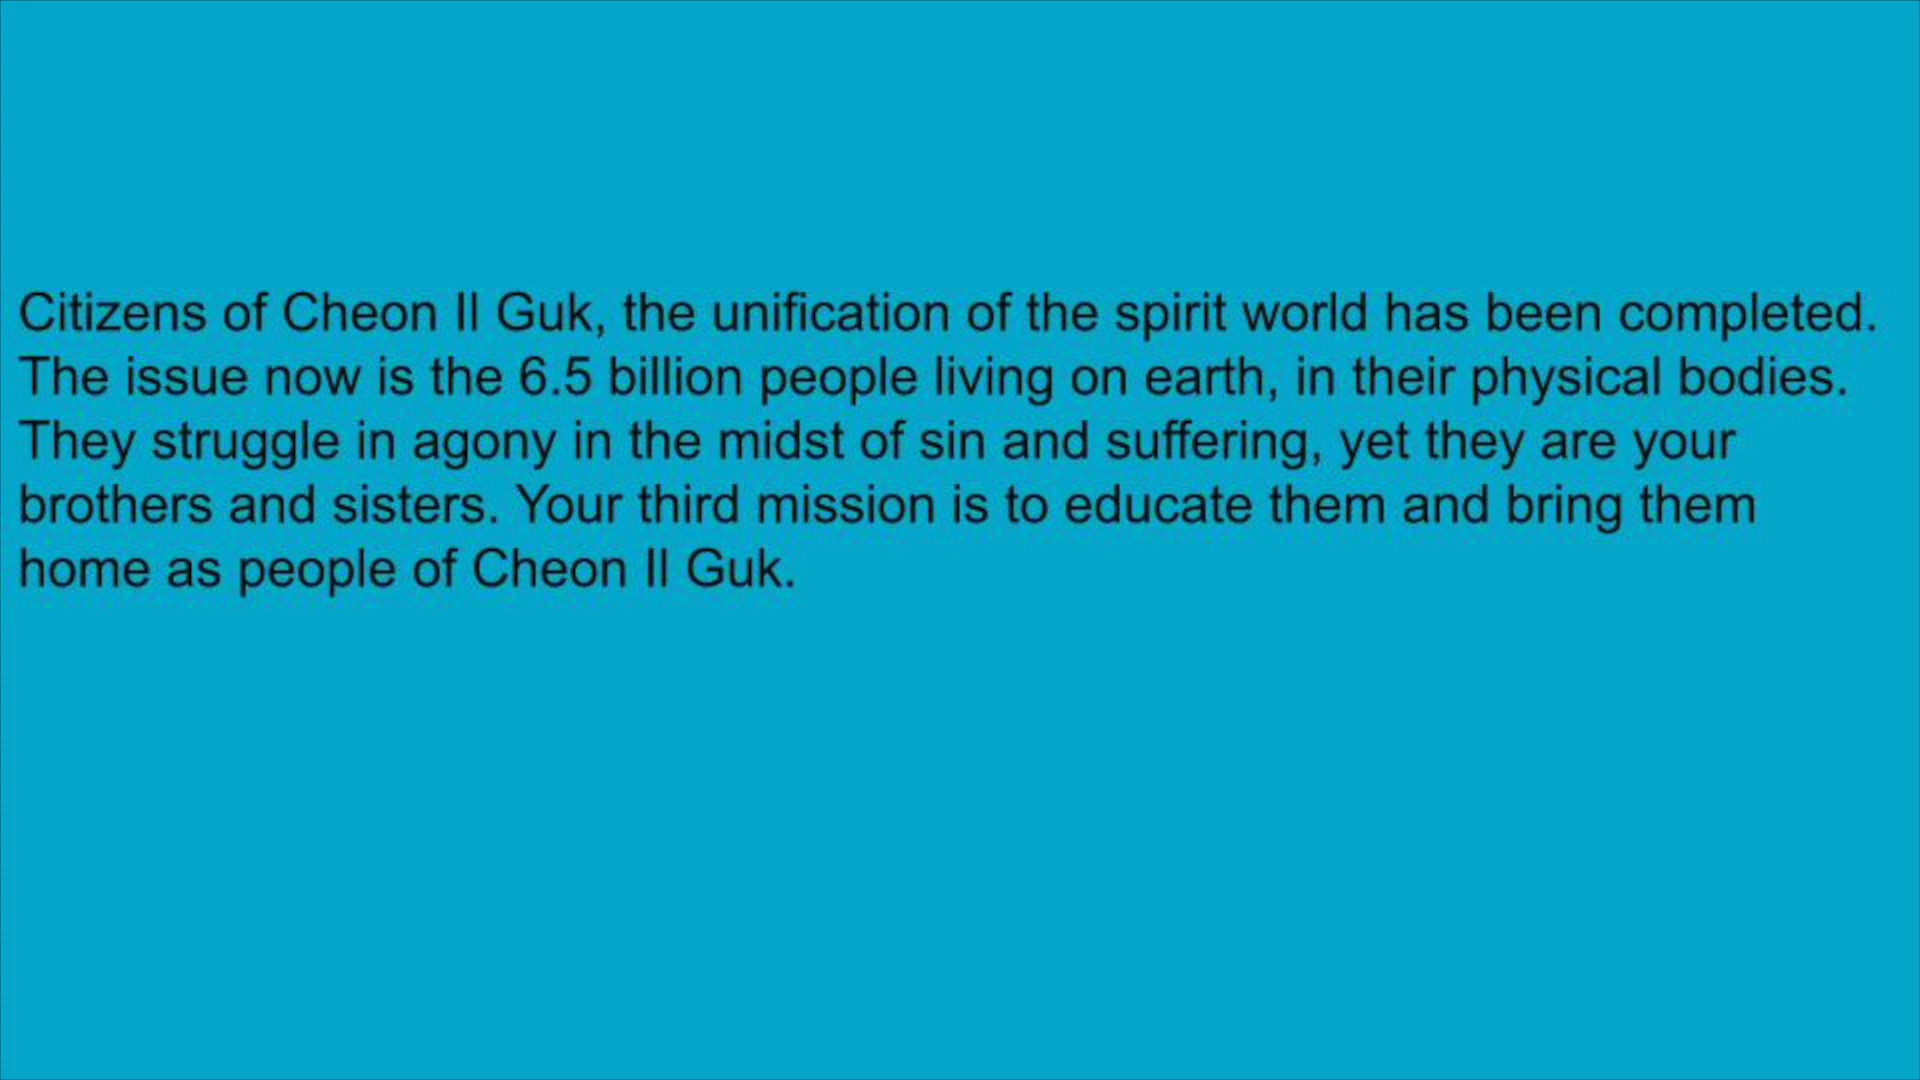 Citizens of Cheon Il Guk, the unification of the spirit world has been completed.
The issue now is the 6.5 billion people living on earth, in their physical bodies.
They struggle in agony in the midst of sin and suffering, yet they are your
brothers and sisters. Your third mission is to educate them and bring them
home as people of Cheon Il Guk.